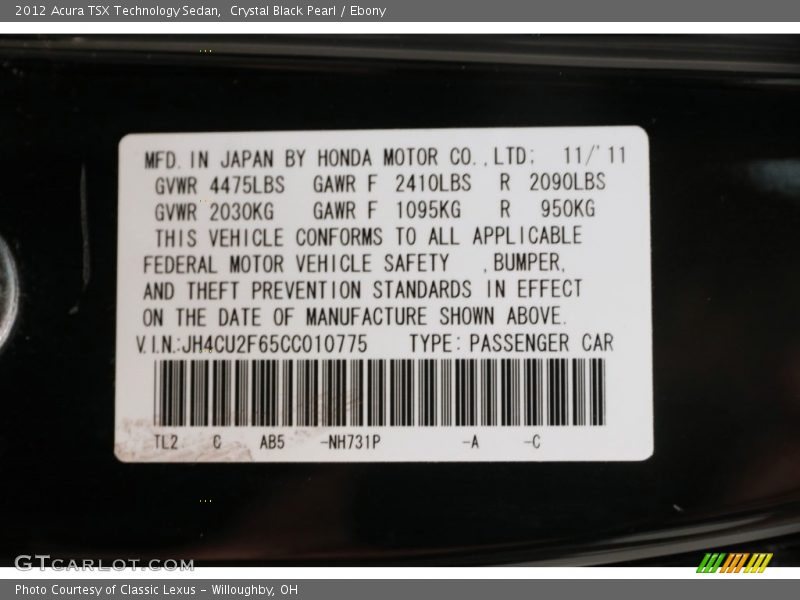 2012 Acura TSX Technology Sedan,  Crystal Black Pearl / Ebony
MFD. IN JAPAN BY HONDA MOTOR CO.,LTD; 11/'11
GVWR 4475LBS GAWR F 2410LBS R 2090LBS
GVWR 2030KG GAWR F 1095KG R 950KG
THIS VEHICLE CONFORMS TO ALL APPLICABLE
FEDERAL MOTOR VEHICLE SAFETY ,BUMPER,
AND THEFT PREVENTION STANDARDS IN EFFECT
ON THE DATE OF MANUFACTURE SHOWN ABOVE.
V.I.N.:JH4CU2F65CC010775 TYPE: PASSENGER CAR
TL2 C AB5 -NH731P -A -C
GTCARLOT.COM
Photo Courtesy of Classic Lexus - Willoughby, OH